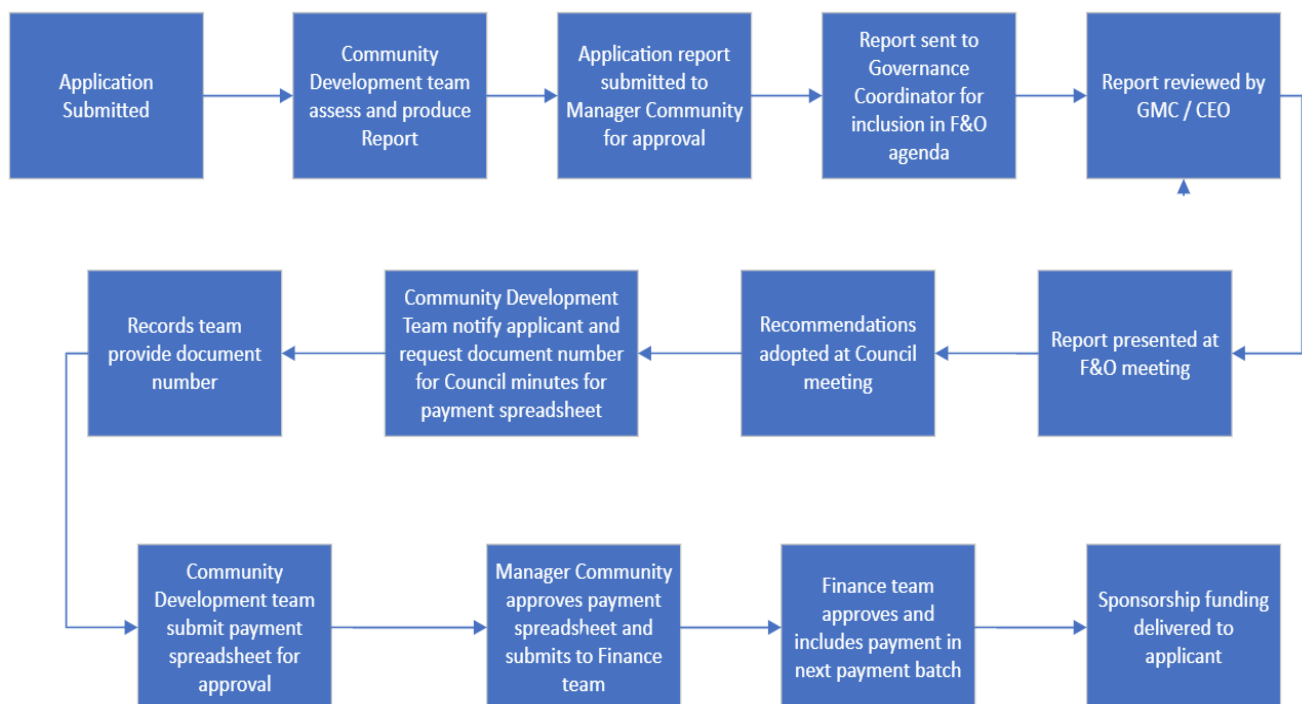 Application
Submitted
Community
Development team
assess and produce
Report
Application report
submitted to
Manager Community
for approval
Report sent to
Governance
Coordinator for
inclusion in F&O
agenda
Report reviewed by
GMC / CEO
Report presented at
F&O meeting
Recommendations
adopted at Council
meeting
Community Development
Team notify applicant and
request document number
for Council minutes for
payment spreadsheet
Records team
provide document
number
Community
Development team
submit payment
spreadsheet for
approval
Manager Community
approves payment
spreadsheet and
submits to Finance
team
Finance team
approves and
includes payment in
next payment batch
Sponsorship funding
delivered to
applicant